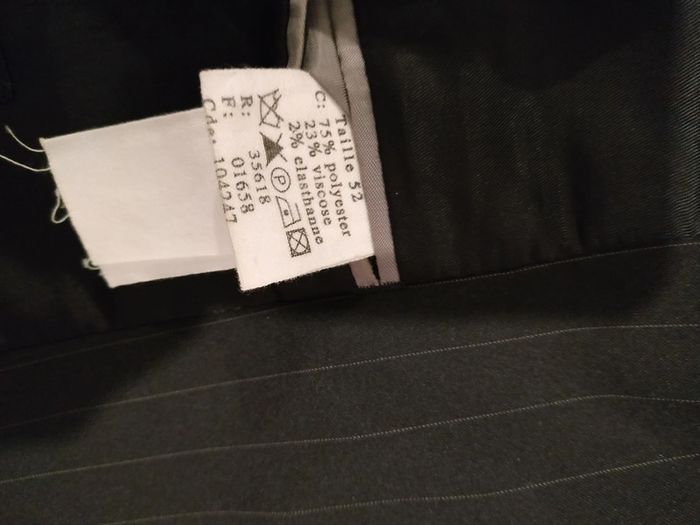 Taille 52
C: 75% polyester
23% viscose
2% elasthanne
P
R: 35618
F: 01658
Cde: 104247